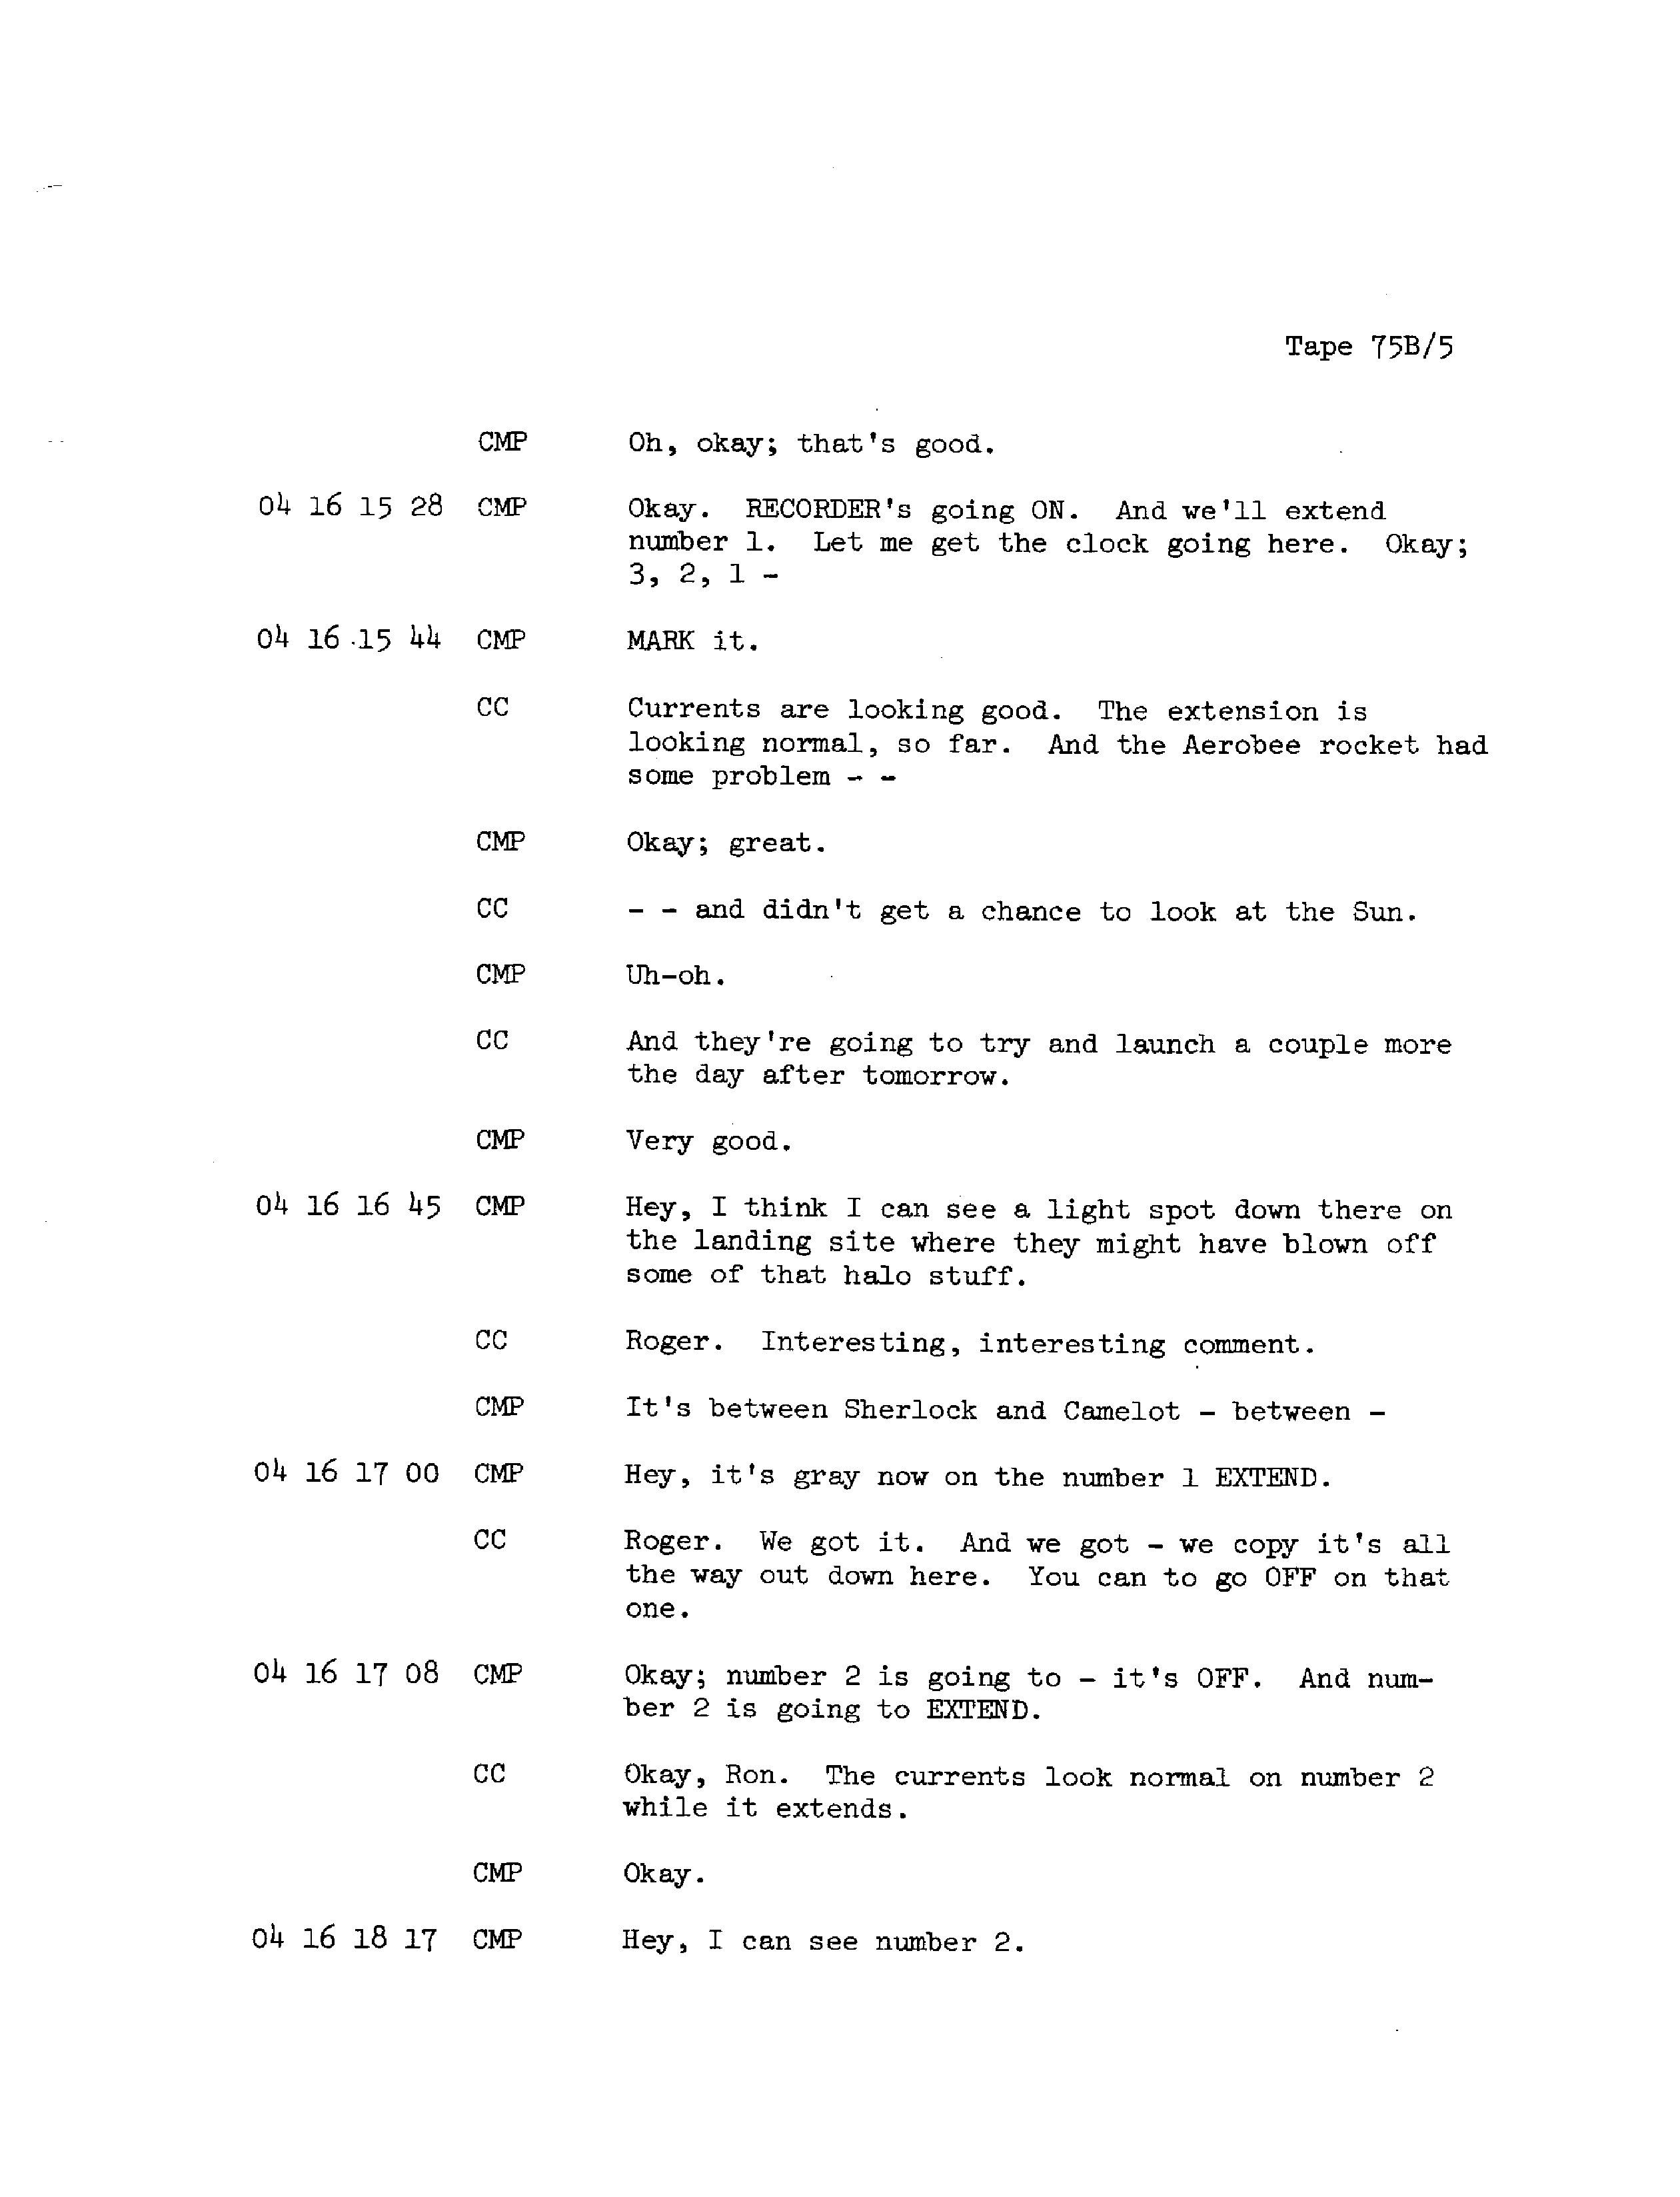 Tape 75B/5
CMP Oh, okay; that's good.
04 16 15 28 CMP Okay. RECORDER's going ON. And we'll extend
number 1. Let me get the clock going here. Okay;
3, 2, 1 -
04 16 15 44 CMP MARK it.
CC Currents are looking good. The extension is
looking normal, so far. And the Aerobee rocket had
some problem - -
CMP Okay; great.
CC - - and didn't get a chance to look at the Sun.
CMP Uh-oh.
CC And they're going to try and launch a couple more
the day after tomorrow.
CMP Very good.
04 16 16 45 CMP Hey, I think I can see a light spot down there on
the landing site where they might have blown off
some of that halo stuff.
CC Roger. Interesting, interesting comment.
CMP It's between Sherlock and Camelot - between -
04 16 17 00 CMP Hey, it's gray now on the number 1 EXTEND.
CC Roger. We got it. And we got - we copy it's all
the way out down here. You can to go OFF on that
one.
04 16 17 08 CMP Okay; number 2 is going to - it's OFF. And num-
ber 2 is going to EXTEND.
CC Okay, Ron. The currents look normal on number 2
while it extends.
CMP Okay.
04 16 18 17 CMP Hey, I can see number 2.